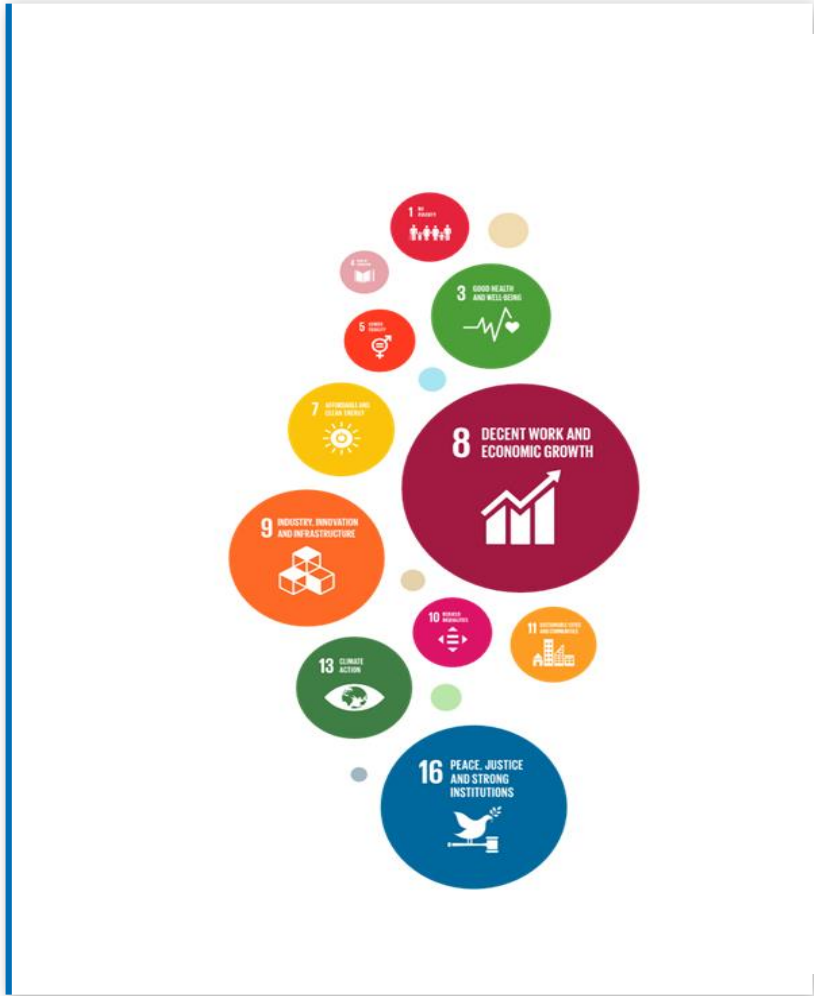 1 NO
POVERTY
4
3 GOOD HEALTH
AND WELL-BEING
5 GENDER
EQUALITY
7 AFFORDABLE AND
CLEAN ENERGY
8 DECENT WORK AND
ECONOMIC GROWTH
9 INDUSTRY, INNOVATION
AND INFRASTRUCTURE
10 REDUCED
INEQUALITIES
11 SUSTAINABLE CITIES
AND COMMUNITIES
13 CLIMATE
ACTION
16 PEACE, JUSTICE
AND STRONG
INSTITUTIONS